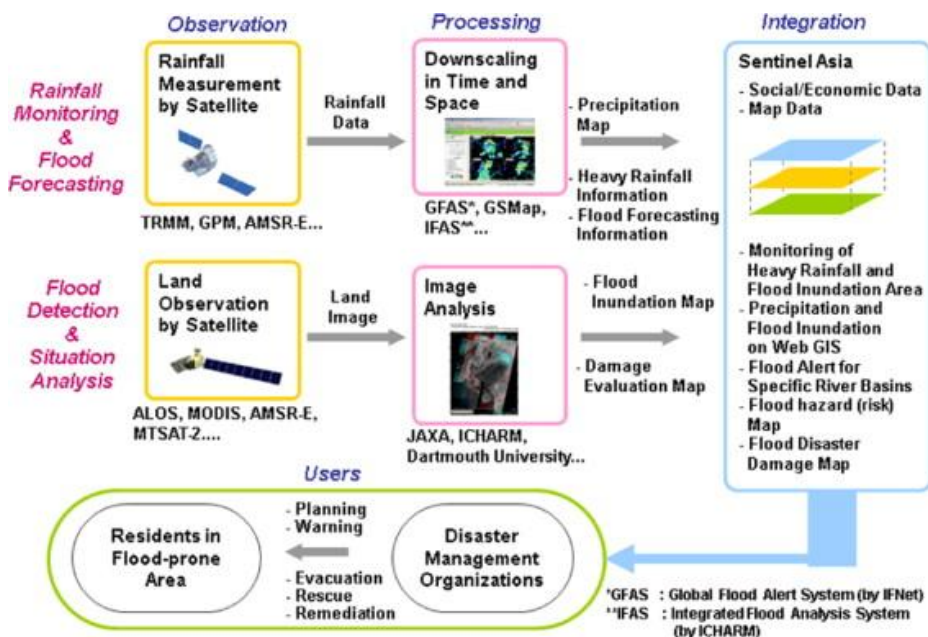 Observation
Processing
Integration
Rainfall
Monitoring
&
Flood
Forecasting
Rainfall
Measurement
by Satellite
TRMM, GPM, AMSR-E...
Rainfall
Data
Downscaling
in Time and
Space
GFAS*, GSMap,
IFAS**...
- Precipitation
Map
- Heavy Rainfall
Information
- Flood Forecasting
Information
Flood
Detection
&
Situation
Analysis
Land
Observation
by Satellite
ALOS, MODIS, AMSR-E,
MTSAT-2....
Land
Image
Image
Analysis
JAXA, ICHARM,
Dartmouth University...
- Flood
Inundation Map
- Damage
Evaluation Map
Sentinel Asia
- Social/Economic Data
- Map Data
- Monitoring of
Heavy Rainfall and
Flood Inundation Area
- Precipitation and
Flood Inundation
on Web GIS
- Flood Alert for
Specific River Basins
- Flood hazard (risk)
Map
- Flood Disaster
Damage Map
Users
Residents in
Flood-prone
Area
- Planning
- Warning
- Evacuation
- Rescue
- Remediation
Disaster
Management
Organizations
*GFAS : Global Flood Alert System (by IFNet)
**IFAS : Integrated Flood Analysis System
(by ICHARM)